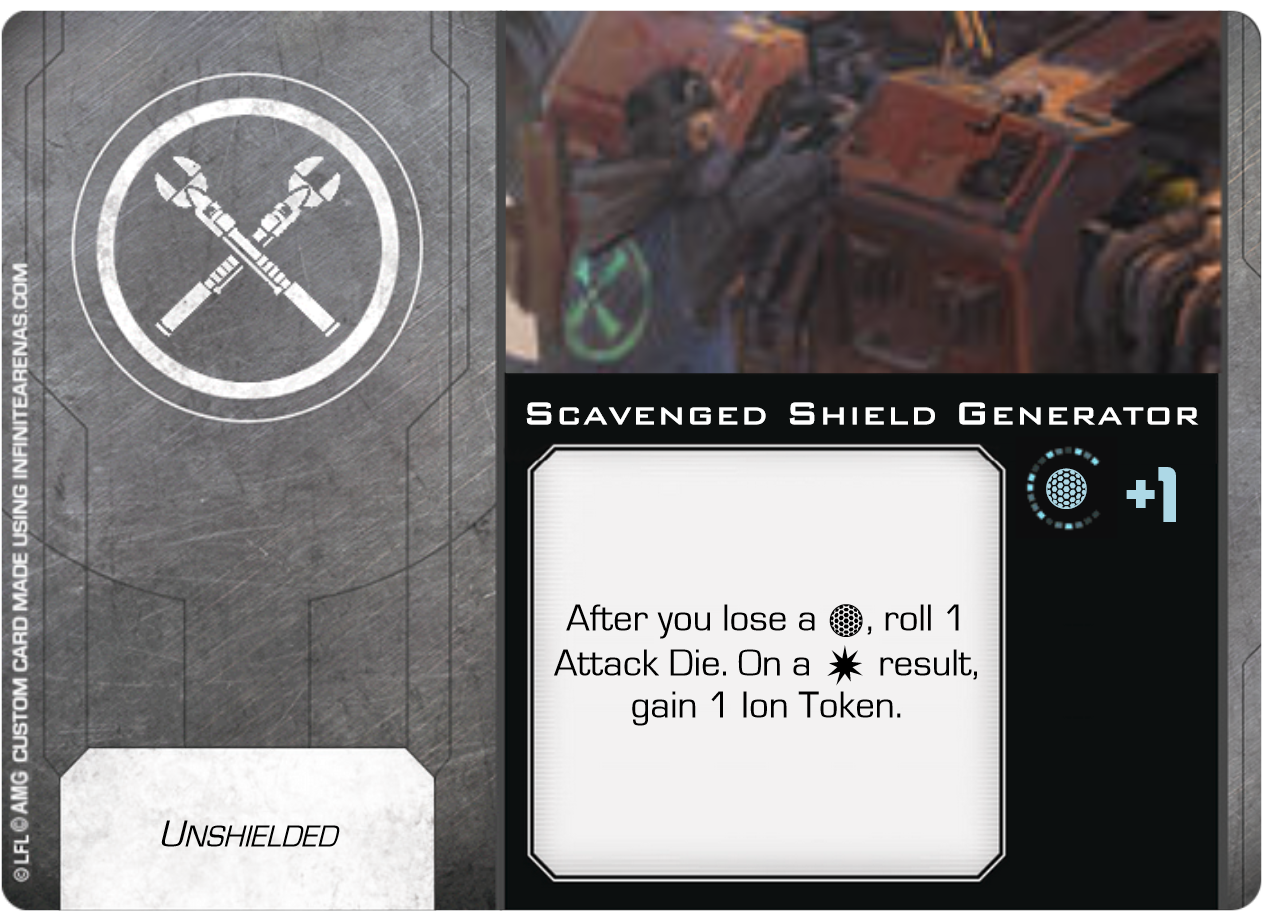 © LFL © AMG CUSTOM CARD MADE USING INFINITEARENAS.COM
UNSHIELDED
SCAVENGED SHIELD GENERATOR
+1
After you lose a , roll 1
Attack Die. On a result,
gain 1 Ion Token.